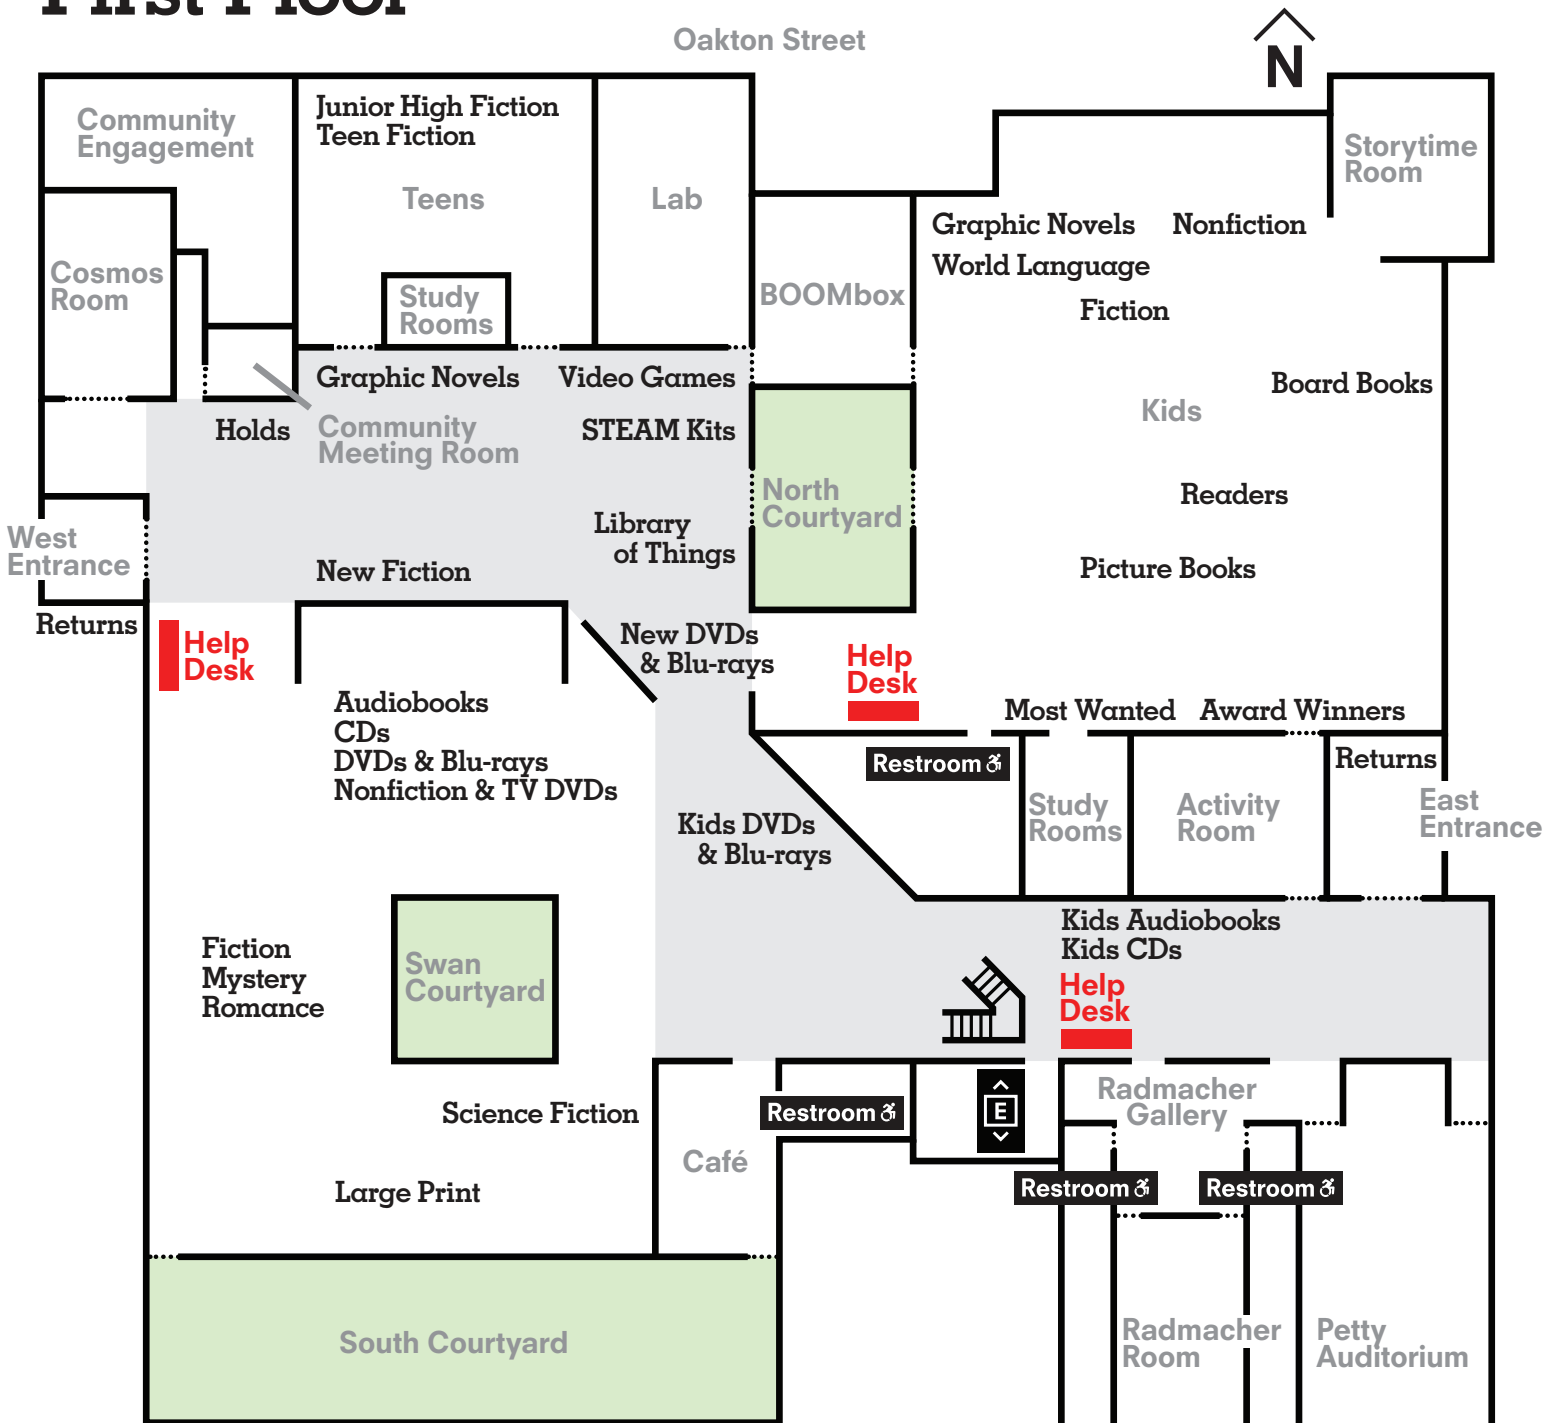 First Floor
Oakton Street
N
Community
Engagement
Junior High Fiction
Teen Fiction
Teens
Lab
Storytime
Room
Cosmos
Room
Study
Rooms
BOOMbox
Graphic Novels
Nonfiction
World Language
Fiction
Graphic Novels
Video Games
Board Books
Kids
Holds
Community
Meeting Room
STEAM Kits
North
Courtyard
Readers
West
Entrance
Library
of Things
New Fiction
Picture Books
Returns
Help
Desk
New DVDs
& Blu-rays
Help
Desk
Audiobooks
CDs
DVDs & Blu-rays
Nonfiction & TV DVDs
Most Wanted
Award Winners
Restroom
Returns
Study
Rooms
Activity
Room
East
Entrance
Kids DVDs
& Blu-rays
Fiction
Mystery
Romance
Swan
Courtyard
Kids Audiobooks
Kids CDs
Help
Desk
Science Fiction
Restroom
E
Radmacher
Gallery
Café
Large Print
Restroom
Restroom
South Courtyard
Radmacher
Room
Petty
Auditorium